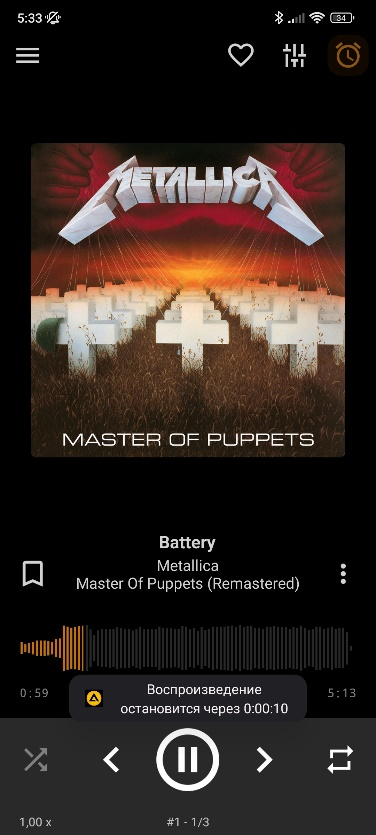 5:33
34
METALLICA
MASTER OF PUPPETS
Battery
Metallica
Master Of Puppets (Remastered)
0:59
5:13
Воспроизведение
остановится через 0:00:10
1,00 x
#1 - 1/3